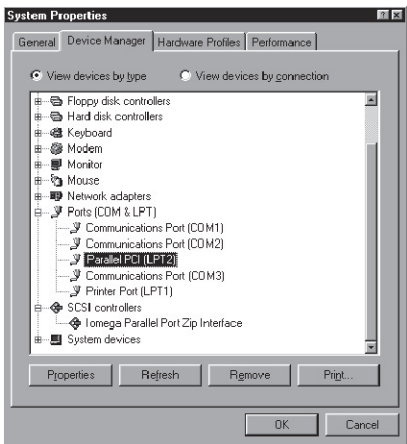 System Properties
General Device Manager Hardware Profiles Performance
View devices by type View devices by connection
Floppy disk controllers
Hard disk controllers
Keyboard
Modem
Monitor
Mouse
Network adapters
Ports (COM & LPT)
Communications Port (COM1)
Communications Port (COM2)
Parallel PCI (LPT2)
Communications Port (COM3)
Printer Port (LPT1)
SCSI controllers
Iomega Parallel Port Zip Interface
System devices
Properties Refresh Remove Print...
OK Cancel